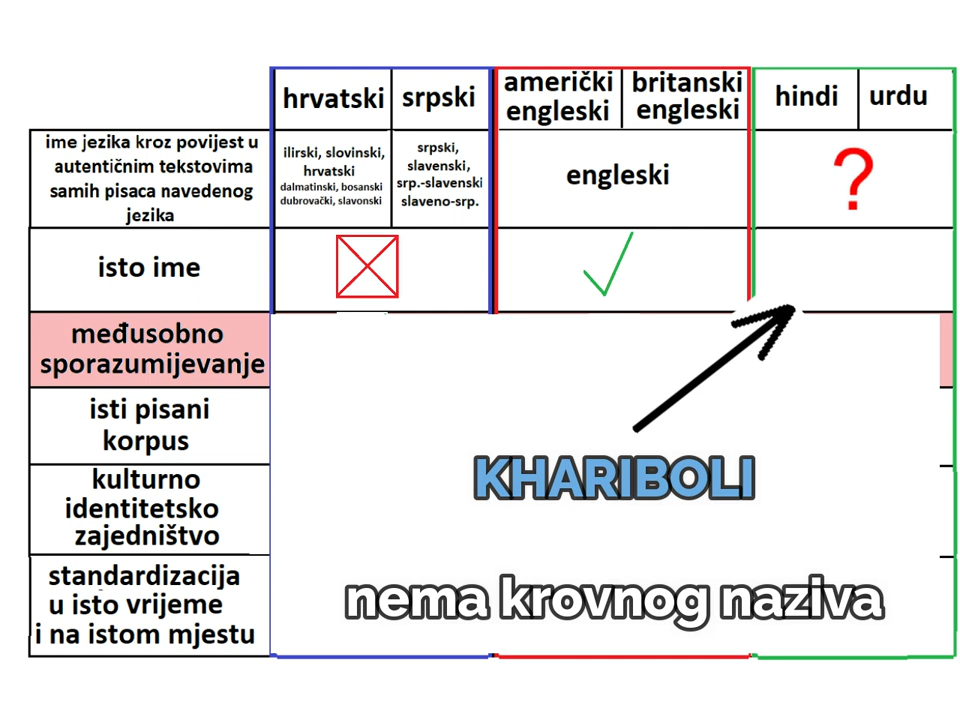 hrvatski
srpski
američki
engleski
britanski
engleski
hindi
urdu
ime jezika kroz povijest u
autentičnim tekstovima
samih pisaca navedenog
jezika
ilirski, slovinski,
hrvatski
dalmatinski, bosanski
dubrovački, slavonski
srpski,
slavenski,
srp.-slavenski
slaveno-srp.
engleski
?
isto ime
međusobno
sporazumijevanje
isti pisani
korpus
kulturno
identitetsko
zajedništvo
standardizacija
u isto vrijeme
i na istom mjestu
KHARIBOLI
nema krovnog naziva